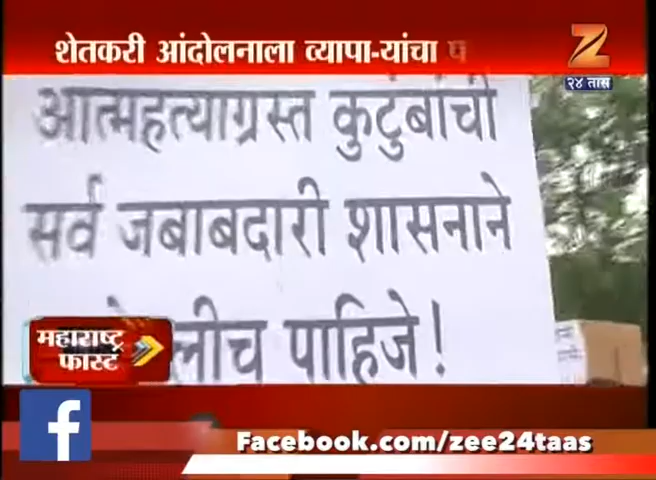 शेतकरी आंदोलनाला व्यापा-यांचा
Z
२४ तास
आत्महत्याग्रस्त कुटुंबांची
सर्व जबाबदारी शासनाने
लीच पाहिजे!
महाराष्ट्र
फास्ट
f
Facebook.com/zee24taas